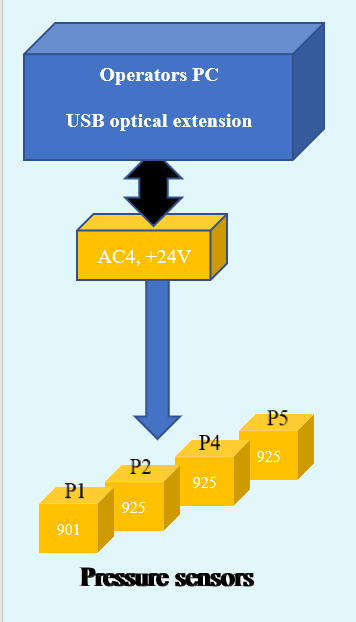 Operators PC
USB optical extension
AC4, +24V
P5
P4
925
P2
925
P1
925
901
Pressure sensors